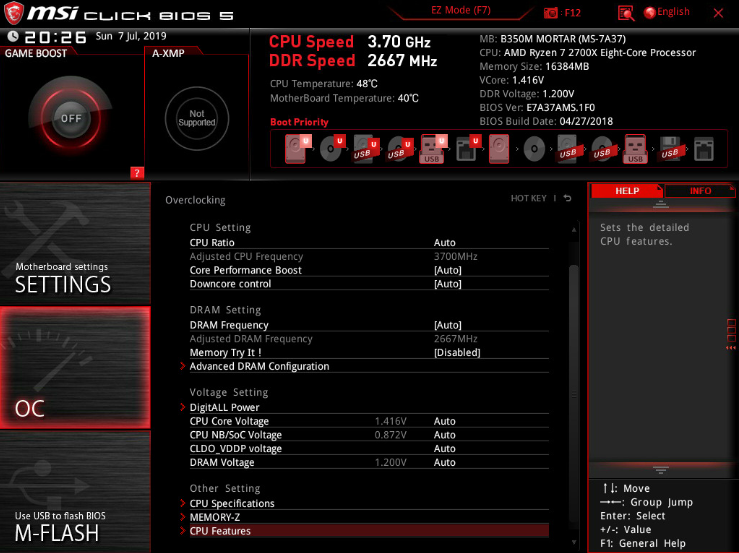 msi CLICK BIOS 5
EZ Mode (F7)
: F12
English
20:26 Sun 7 Jul, 2019
GAME BOOST
A-XMP
OFF
Not
Supported
?
CPU Speed 3.70 GHz
DDR Speed 2667 MHz
CPU Temperature: 48°C
MotherBoard Temperature: 40°C
MB: B350M MORTAR (MS-7A37)
CPU: AMD Ryzen 7 2700X Eight-Core Processor
Memory Size: 16384MB
VCore: 1.416V
DDR Voltage: 1.200V
BIOS Ver: E7A37AMS.1F0
BIOS Build Date: 04/27/2018
Boot Priority
U U USB U USB U USB U U USB USB USB USB
Motherboard settings
SETTINGS
OC
Use USB to flash BIOS
M-FLASH
Overclocking
HOT KEY
CPU Setting
CPU Ratio Auto
Adjusted CPU Frequency 3700MHz
Core Performance Boost [Auto]
Downcore control [Auto]
DRAM Setting
DRAM Frequency [Auto]
Adjusted DRAM Frequency 2667MHz
Memory Try It ! [Disabled]
Advanced DRAM Configuration
Voltage Setting
DigitALL Power
CPU Core Voltage 1.416V Auto
CPU NB/SoC Voltage 0.872V Auto
CLDO_VDDP voltage Auto
DRAM Voltage 1.200V Auto
Other Setting
CPU Specifications
MEMORY-Z
CPU Features
HELP
INFO
Sets the detailed
CPU features.
↑↓: Move
→←: Group Jump
Enter: Select
+/-: Value
F1: General Help